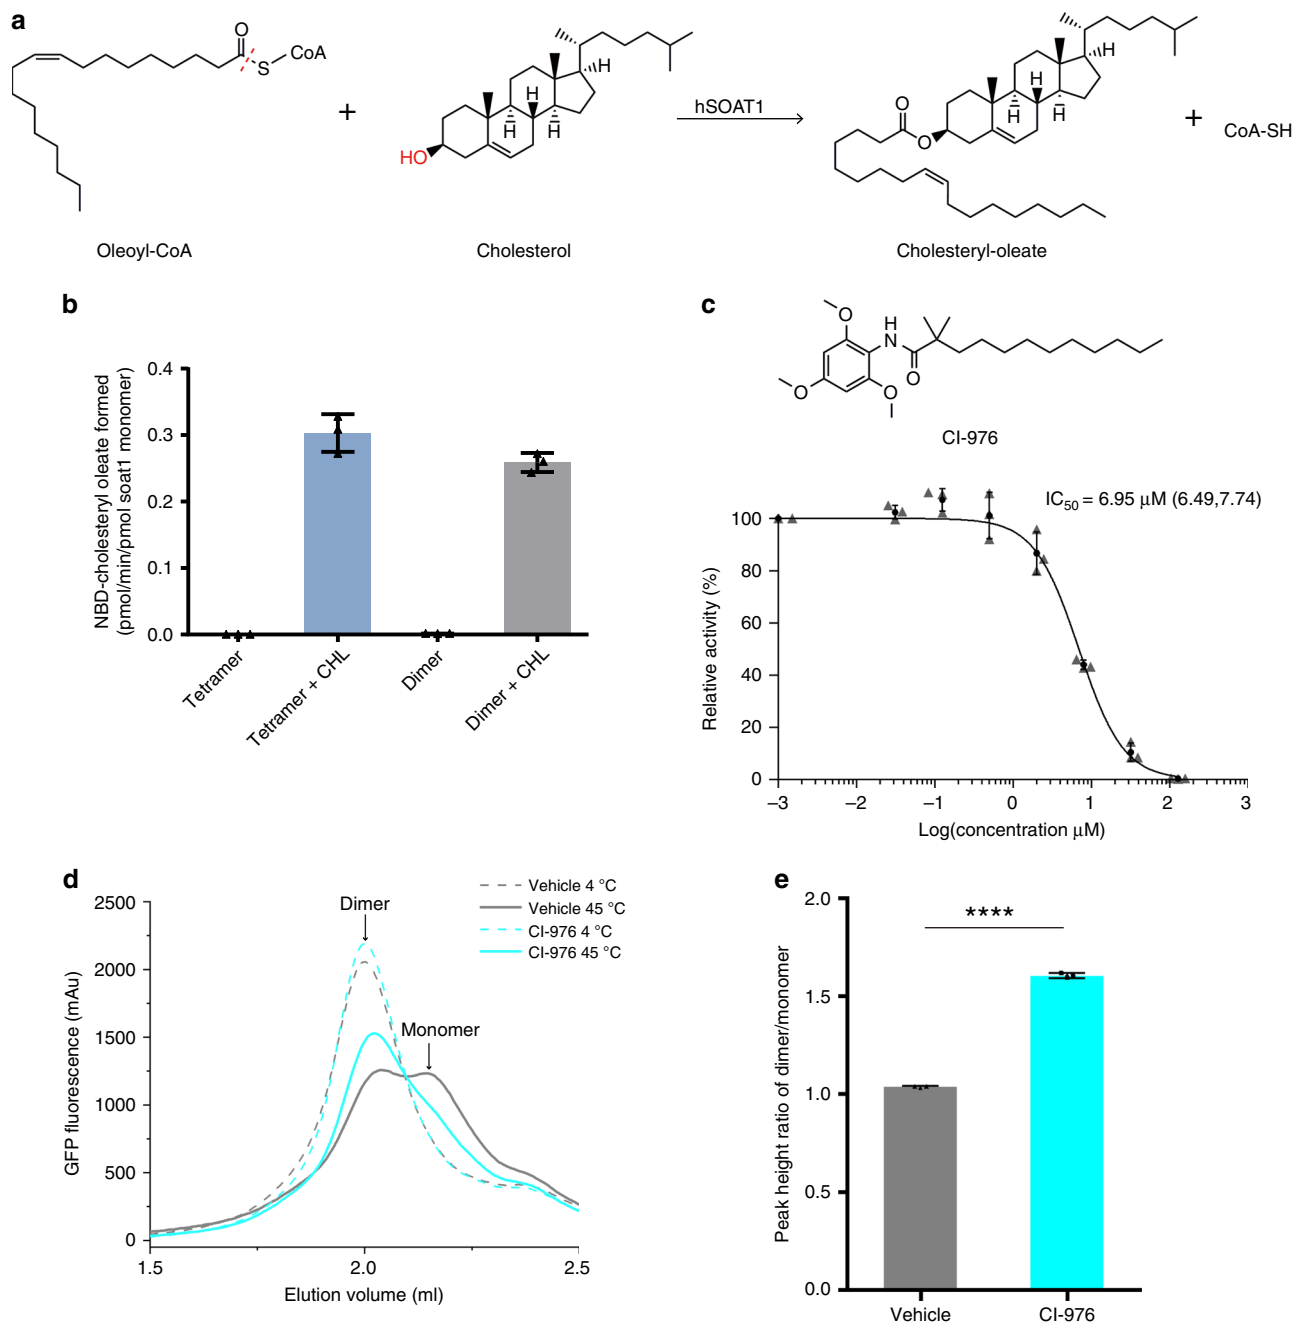 a
O
S
CoA
+
HO
H
H
H
H
hSOAT1
O
O
H
H
H
H
+
CoA-SH
Oleoyl-CoA
Cholesterol
Cholesteryl-oleate
b
NBD-cholesteryl oleate formed
(pmol/min/pmol soat1 monomer)
0.4
0.3
0.2
0.1
0.0
Tetramer
Tetramer + CHL
Dimer
Dimer + CHL
c
O
H
N
O
O
O
CI-976
IC50 = 6.95 μM (6.49,7.74)
Relative activity (%)
100
80
60
40
20
0
–3
–2
–1
0
1
2
3
Log(concentration μM)
d
Vehicle 4 °C
Vehicle 45 °C
CI-976 4 °C
CI-976 45 °C
Dimer
Monomer
GFP fluorescence (mAu)
2500
2000
1500
1000
500
0
1.5
2.0
2.5
Elution volume (ml)
e
****
Peak height ratio of dimer/monomer
2.0
1.5
1.0
0.5
0.0
Vehicle
CI-976